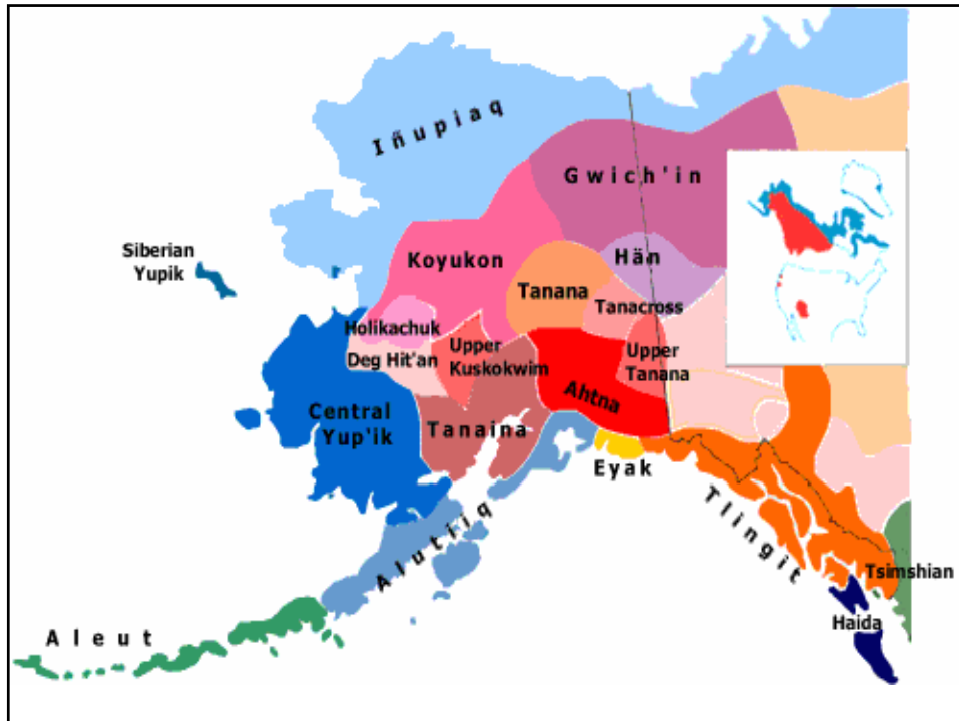 Iñupiaq
Gwich'in
Siberian
Yupik
Koyukon
Hän
Tanana
Tanacross
Holikachuk
Deg Hit'an
Upper
Kuskokwim
Upper
Tanana
Ahtna
Central
Yup'ik
Tanaina
Eyak
Alutiiq
Tlingit
Tsimshian
Haida
Aleut